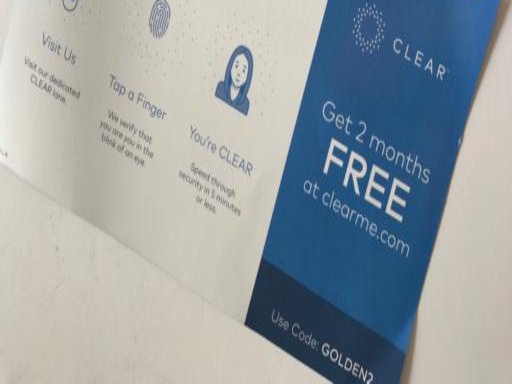 Visit Us
Visit our dedicated
CLEAR lane.
Tap a Finger
We verify that
you are you in the
blink of an eye.
You're CLEAR
Speed through
security in 5 minutes
or less.
CLEAR
Get 2 months
FREE
at clearme.com
Use Code: GOLDEN2